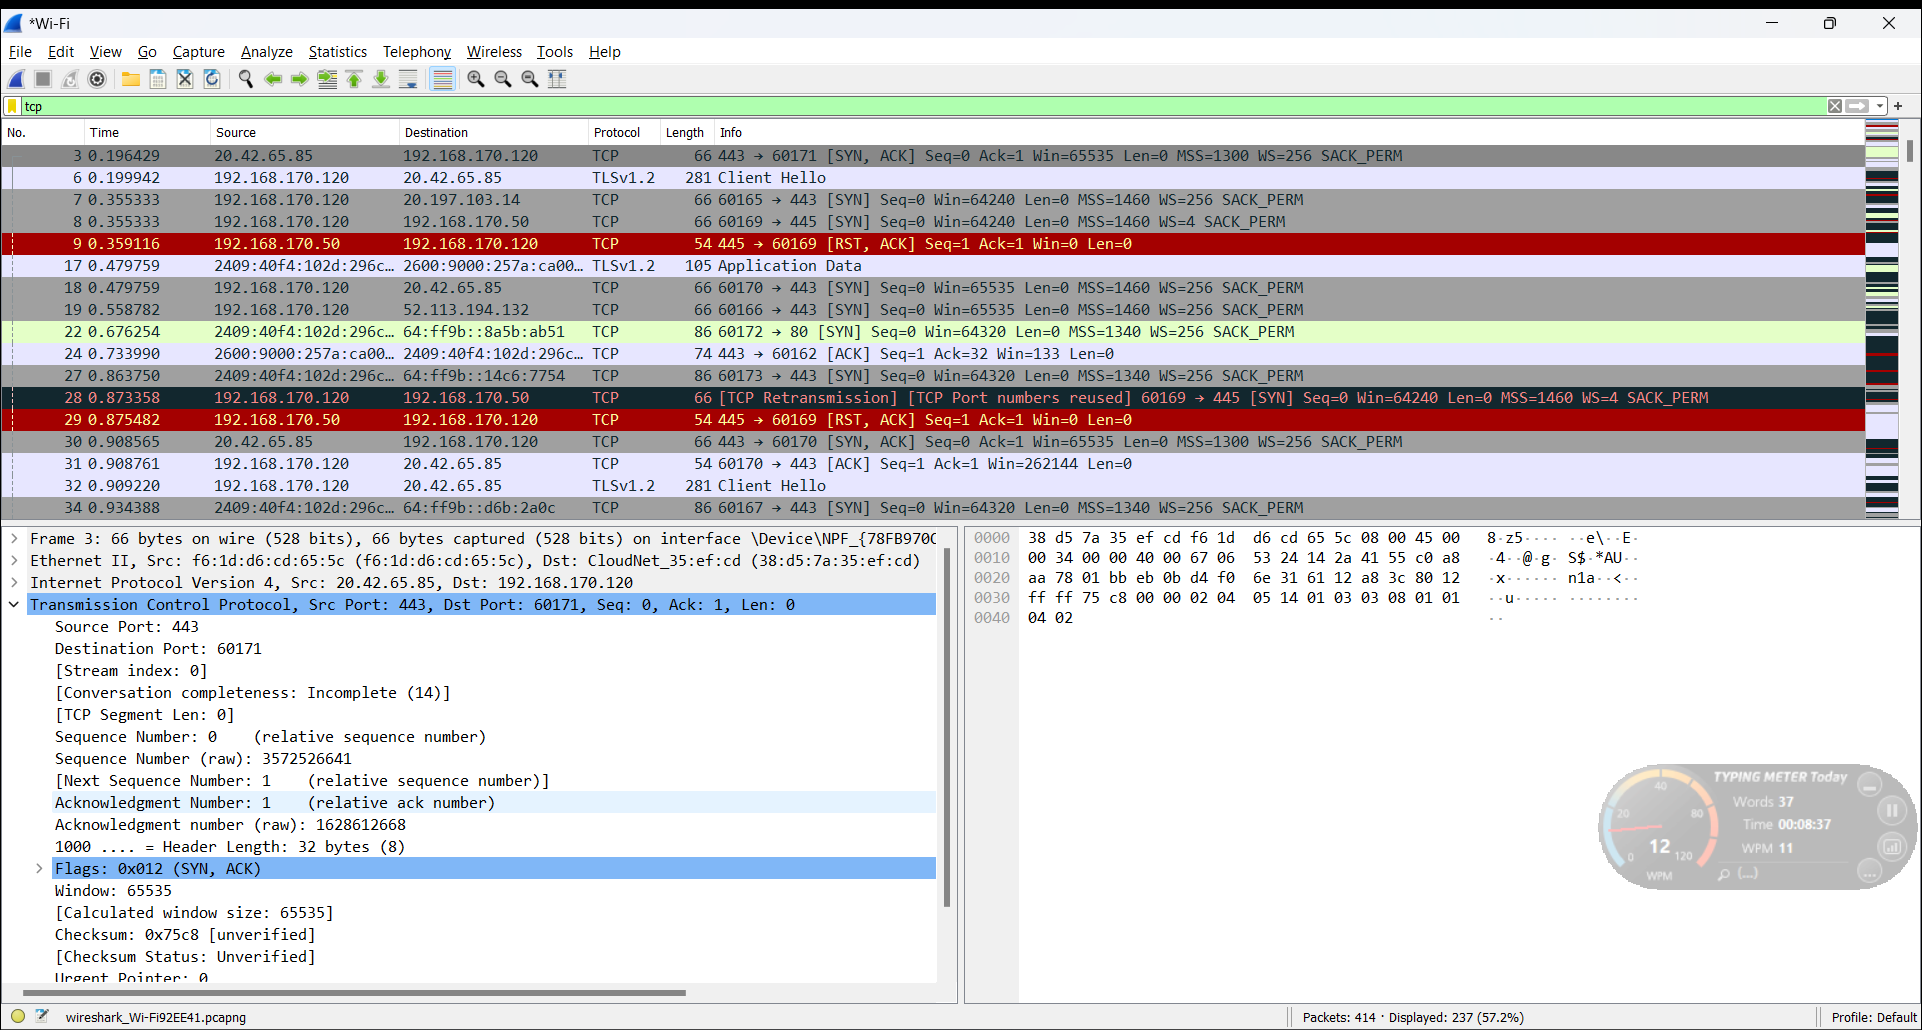 *Wi-Fi
File Edit View Go Capture Analyze Statistics Telephony Wireless Tools Help
tcp
No. Time Source Destination Protocol Length Info
3 0.196429 20.42.65.85 192.168.170.120 TCP 66 443 → 60171 [SYN, ACK] Seq=0 Ack=1 Win=65535 Len=0 MSS=1300 WS=256 SACK_PERM
6 0.199942 192.168.170.120 20.42.65.85 TLSv1.2 281 Client Hello
7 0.355333 192.168.170.120 20.197.103.14 TCP 66 60165 → 443 [SYN] Seq=0 Win=64240 Len=0 MSS=1460 WS=256 SACK_PERM
8 0.355333 192.168.170.120 192.168.170.50 TCP 66 60169 → 445 [SYN] Seq=0 Win=64240 Len=0 MSS=1460 WS=4 SACK_PERM
9 0.359116 192.168.170.50 192.168.170.120 TCP 54 445 → 60169 [RST, ACK] Seq=1 Ack=1 Win=0 Len=0
17 0.479759 2409:40f4:102d:296c… 2600:9000:257a:ca00… TLSv1.2 105 Application Data
18 0.479759 192.168.170.120 20.42.65.85 TCP 66 60170 → 443 [SYN] Seq=0 Win=65535 Len=0 MSS=1460 WS=256 SACK_PERM
19 0.558782 192.168.170.120 52.113.194.132 TCP 66 60166 → 443 [SYN] Seq=0 Win=65535 Len=0 MSS=1460 WS=256 SACK_PERM
22 0.676254 2409:40f4:102d:296c… 64:ff9b::8a5b:ab51 TCP 86 60172 → 80 [SYN] Seq=0 Win=64320 Len=0 MSS=1340 WS=256 SACK_PERM
24 0.733990 2600:9000:257a:ca00… 2409:40f4:102d:296c… TCP 74 443 → 60162 [ACK] Seq=1 Ack=32 Win=133 Len=0
27 0.863750 2409:40f4:102d:296c… 64:ff9b::14c6:7754 TCP 86 60173 → 443 [SYN] Seq=0 Win=64320 Len=0 MSS=1340 WS=256 SACK_PERM
28 0.873358 192.168.170.120 192.168.170.50 TCP 66 [TCP Retransmission] [TCP Port numbers reused] 60169 → 445 [SYN] Seq=0 Win=64240 Len=0 MSS=1460 WS=4 SACK_PERM
29 0.875482 192.168.170.50 192.168.170.120 TCP 54 445 → 60169 [RST, ACK] Seq=1 Ack=1 Win=0 Len=0
30 0.908565 20.42.65.85 192.168.170.120 TCP 66 443 → 60170 [SYN, ACK] Seq=0 Ack=1 Win=65535 Len=0 MSS=1300 WS=256 SACK_PERM
31 0.908761 192.168.170.120 20.42.65.85 TCP 54 60170 → 443 [ACK] Seq=1 Ack=1 Win=262144 Len=0
32 0.909220 192.168.170.120 20.42.65.85 TLSv1.2 281 Client Hello
34 0.934388 2409:40f4:102d:296c… 64:ff9b::d6b:2a0c TCP 86 60167 → 443 [SYN] Seq=0 Win=64320 Len=0 MSS=1340 WS=256 SACK_PERM
Frame 3: 66 bytes on wire (528 bits), 66 bytes captured (528 bits) on interface \Device\NPF_{78FB970C
Ethernet II, Src: f6:1d:d6:cd:65:5c (f6:1d:d6:cd:65:5c), Dst: CloudNet_35:ef:cd (38:d5:7a:35:ef:cd)
Internet Protocol Version 4, Src: 20.42.65.85, Dst: 192.168.170.120
Transmission Control Protocol, Src Port: 443, Dst Port: 60171, Seq: 0, Ack: 1, Len: 0
Source Port: 443
Destination Port: 60171
[Stream index: 0]
[Conversation completeness: Incomplete (14)]
[TCP Segment Len: 0]
Sequence Number: 0 (relative sequence number)
Sequence Number (raw): 3572526641
[Next Sequence Number: 1 (relative sequence number)]
Acknowledgment Number: 1 (relative ack number)
Acknowledgment number (raw): 1628612668
1000 .... = Header Length: 32 bytes (8)
Flags: 0x012 (SYN, ACK)
Window: 65535
[Calculated window size: 65535]
Checksum: 0x75c8 [unverified]
[Checksum Status: Unverified]
Urgent Pointer: 0
0000 38 d5 7a 35 ef cd f6 1d d6 cd 65 5c 08 00 45 00 8·z5···· ··e\··E·
0010 00 34 00 00 40 00 67 06 53 24 14 2a 41 55 c0 a8 ·4··@·g· S$·*AU··
0020 aa 78 01 bb eb 0b d4 f0 6e 31 61 12 a8 3c 80 12 ·x······ n1a··<··
0030 ff ff 75 c8 00 00 02 04 05 14 01 03 03 08 01 01 ··u····· ········
0040 04 02 ··
TYPING METER Today
Words 37
Time 00:08:37
WPM 11
0 20 40 80 120
12
WPM
(...)
wireshark_Wi-Fi92EE41.pcapng
Packets: 414 · Displayed: 237 (57.2%)
Profile: Default